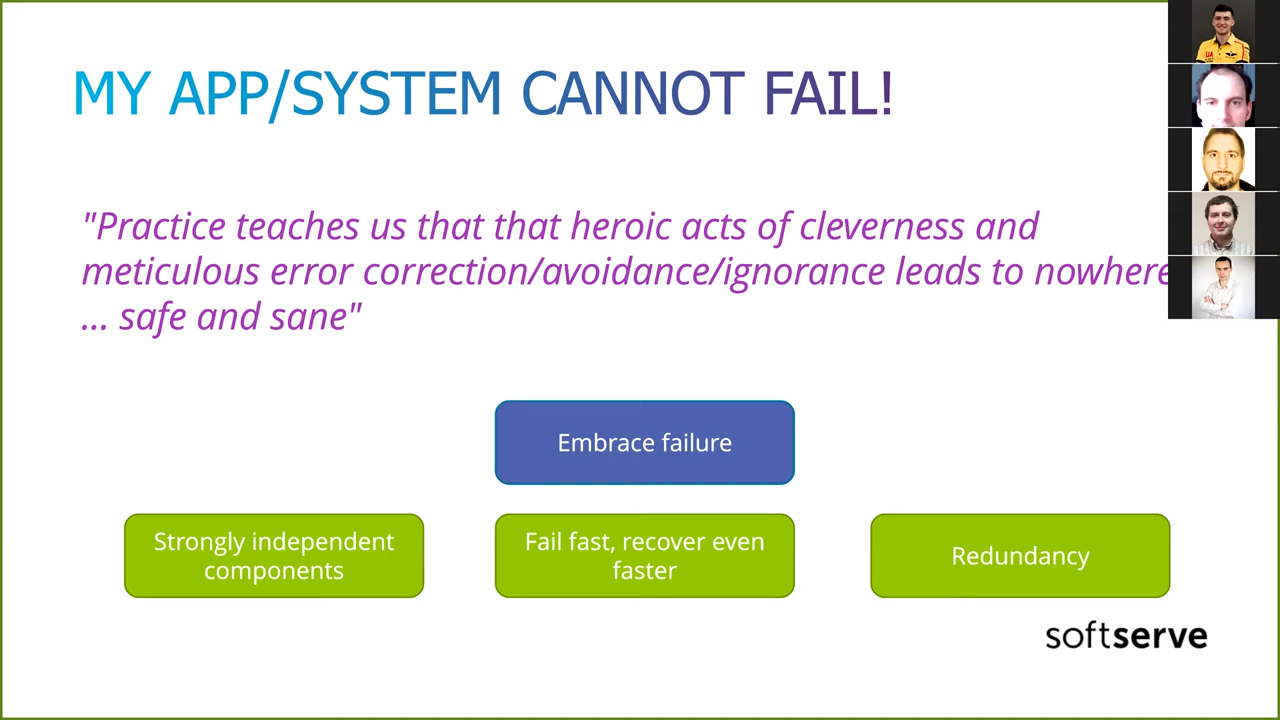 MY APP/SYSTEM CANNOT FAIL!
"Practice teaches us that that heroic acts of cleverness and
meticulous error correction/avoidance/ignorance leads to nowhere
... safe and sane"
Embrace failure
Strongly independent
components
Fail fast, recover even
faster
Redundancy
softserve
UA